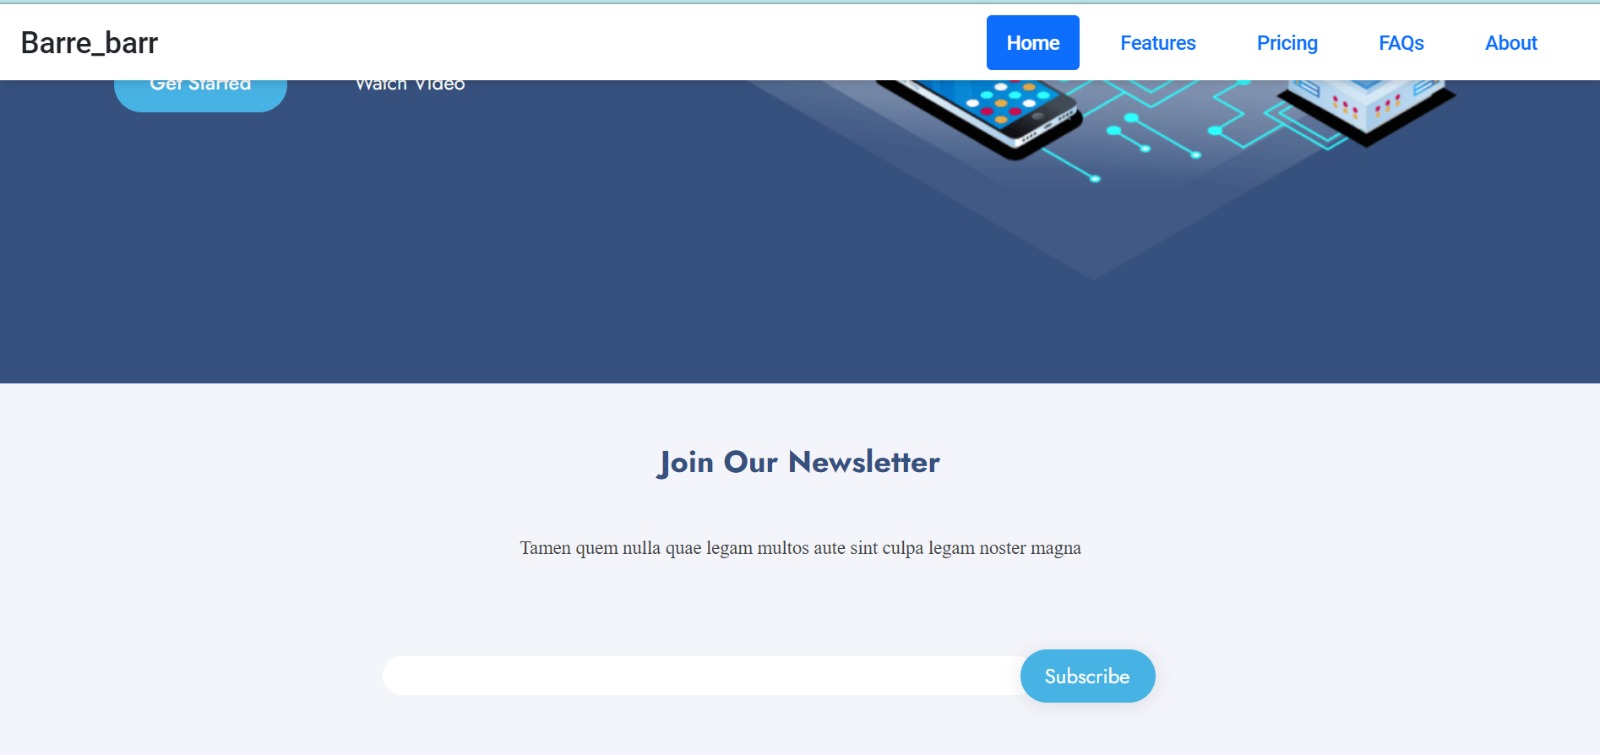 Barre_barr
Home Features Pricing FAQs About
Get Started Watch Video
Join Our Newsletter
Tamen quem nulla quae legam multos aute sint culpa legam noster magna
Subscribe